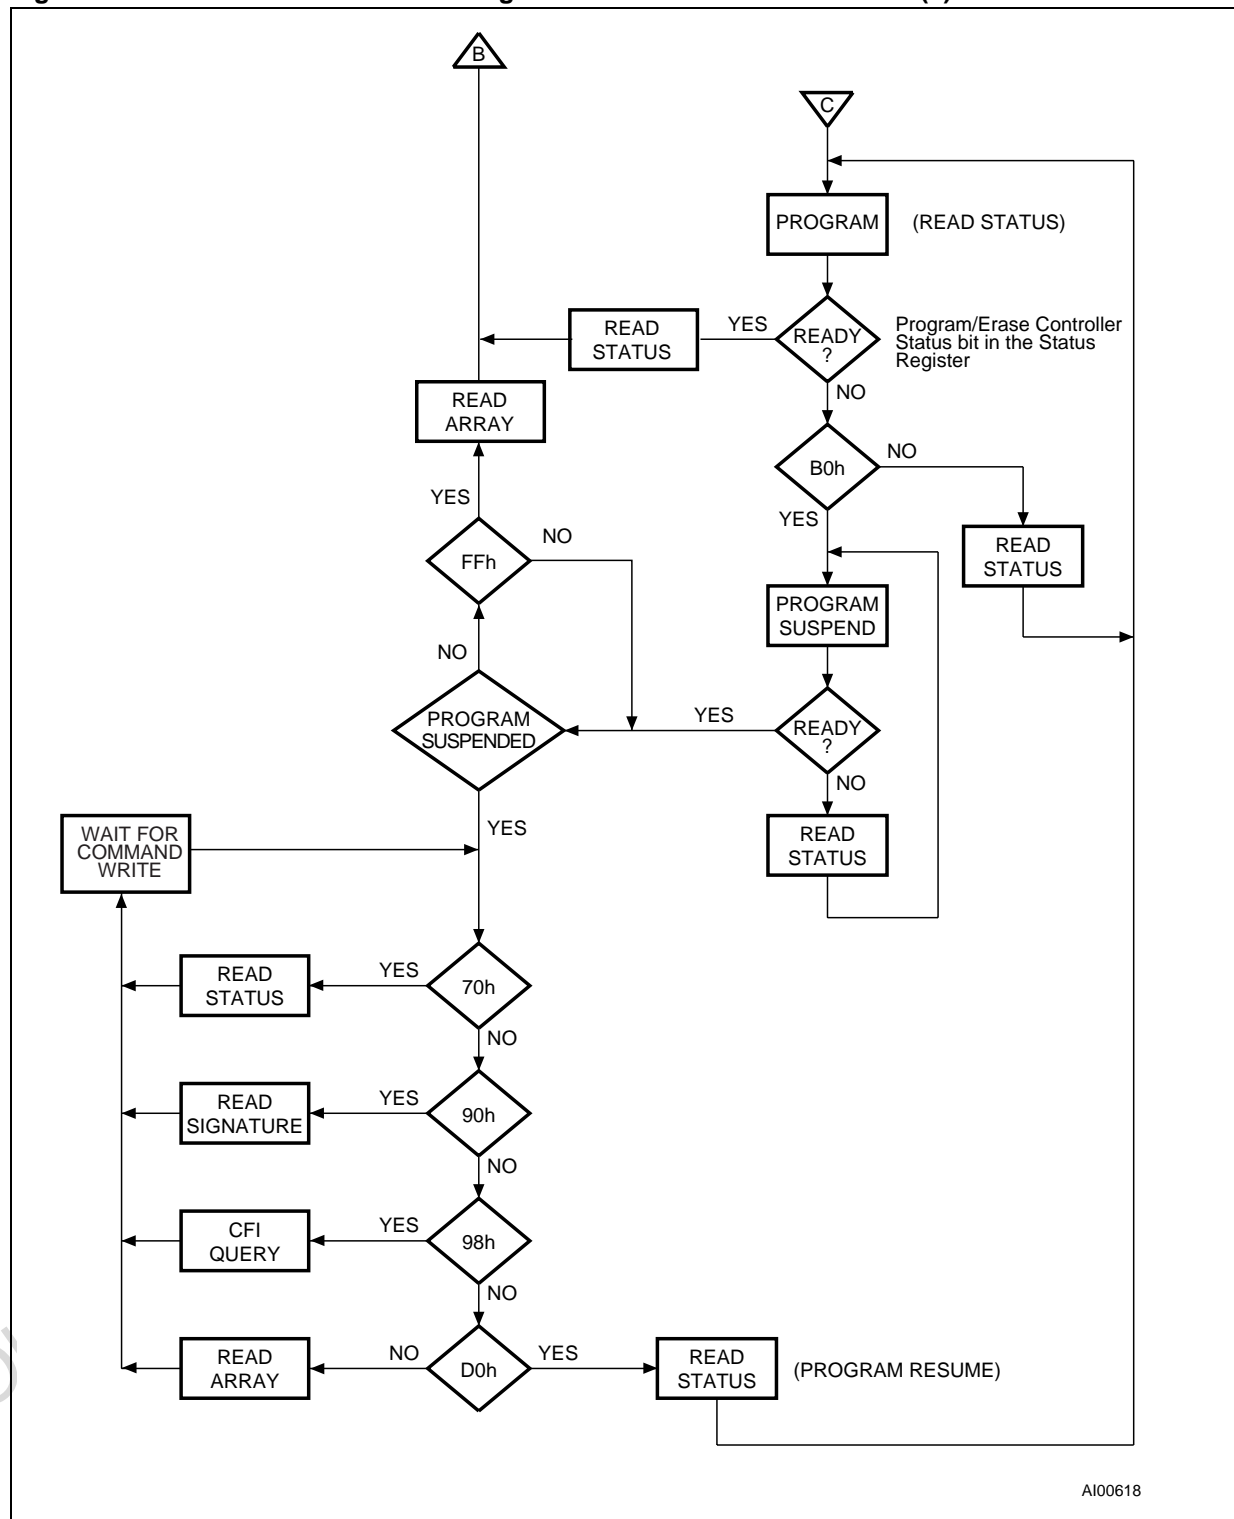 B
C
PROGRAM
(READ STATUS)
READ
STATUS
YES
READY
?
Program/Erase Controller
Status bit in the Status
Register
NO
READ
ARRAY
B0h
NO
YES
YES
FFh
NO
READ
STATUS
PROGRAM
SUSPEND
NO
PROGRAM
SUSPENDED
YES
READY
?
NO
YES
WAIT FOR
COMMAND
WRITE
READ
STATUS
READ
STATUS
YES
70h
NO
READ
SIGNATURE
YES
90h
NO
CFI
QUERY
YES
98h
NO
READ
ARRAY
NO
D0h
YES
READ
STATUS
(PROGRAM RESUME)
AI00618